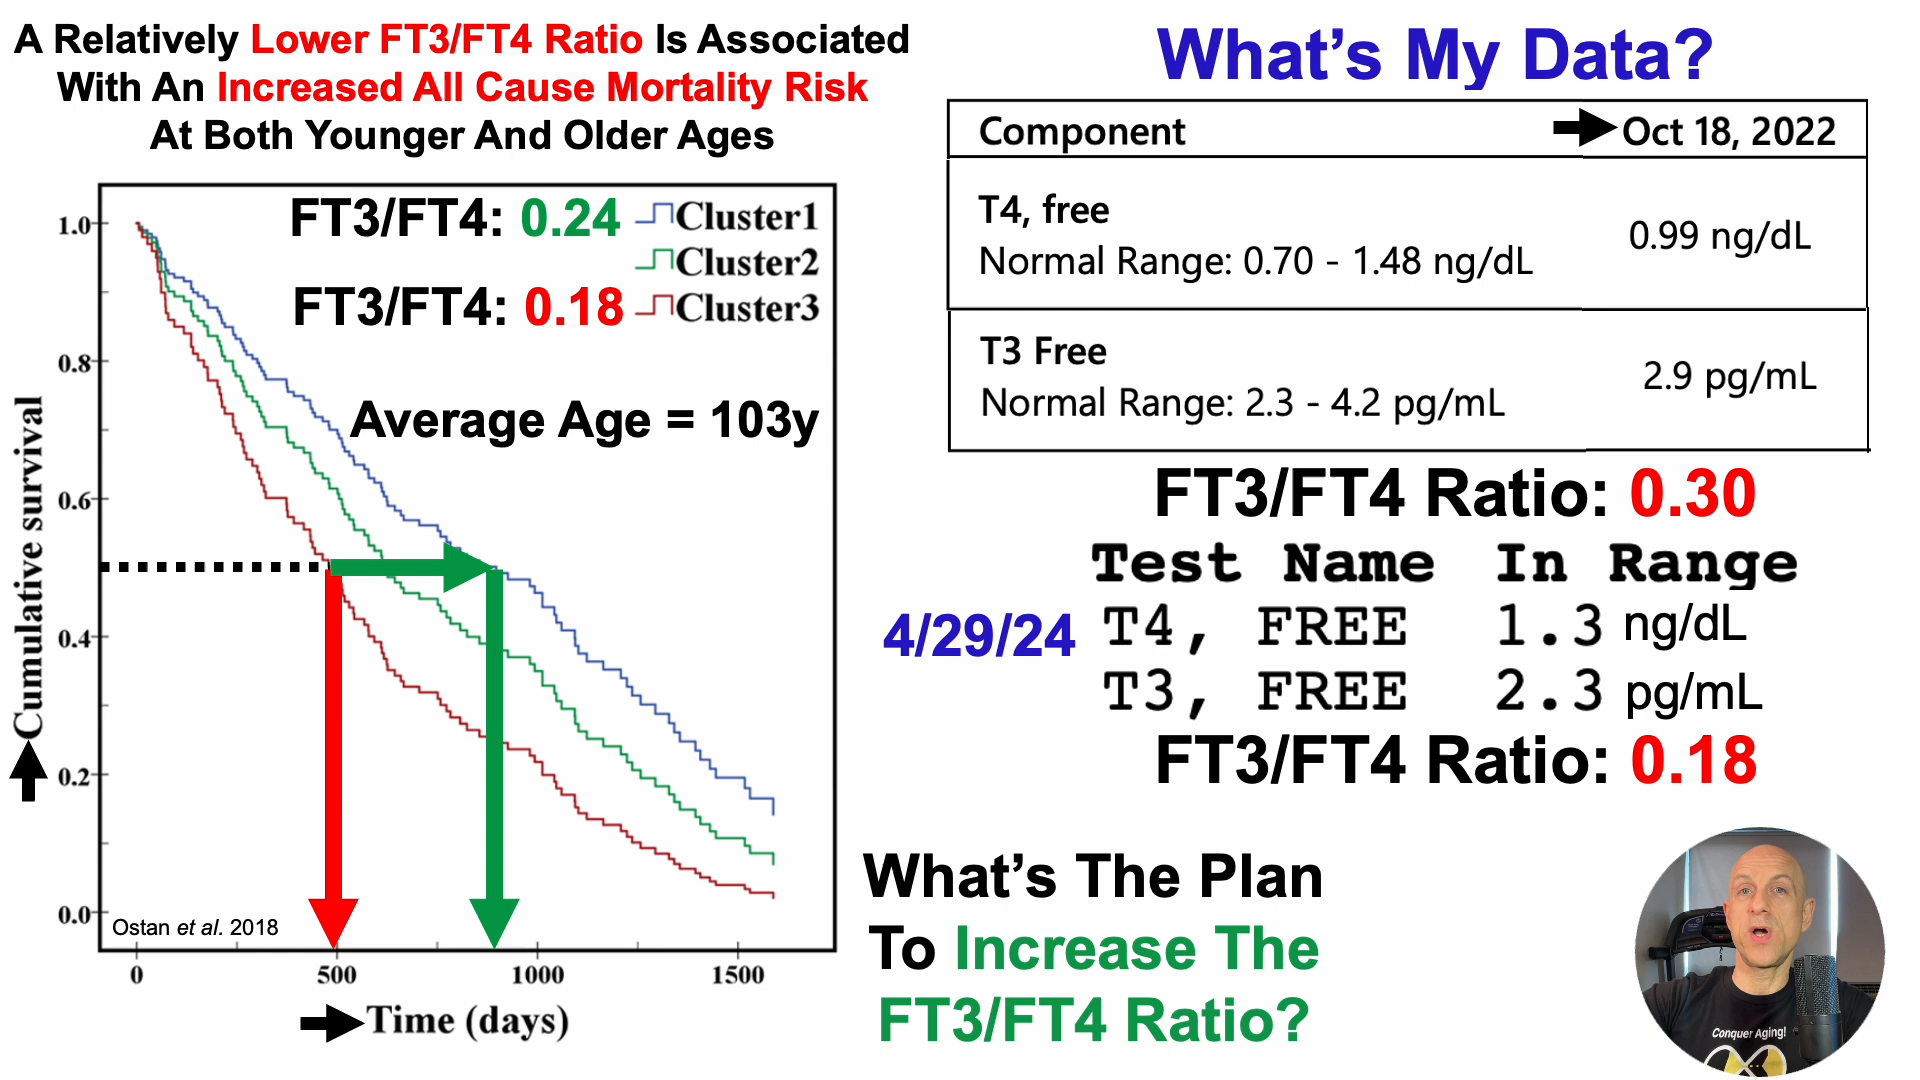 A Relatively Lower FT3/FT4 Ratio Is Associated
With An Increased All Cause Mortality Risk
At Both Younger And Older Ages
FT3/FT4: 0.24
Cluster1
Cluster2
FT3/FT4: 0.18
Cluster3
Average Age = 103y
Cumulative survival
1.0
0.8
0.6
0.4
0.2
0.0
Ostan et al. 2018
0 500 1000 1500
Time (days)
What's My Data?
Component Oct 18, 2022
T4, free
Normal Range: 0.70 - 1.48 ng/dL
0.99 ng/dL
T3 Free
Normal Range: 2.3 - 4.2 pg/mL
2.9 pg/mL
FT3/FT4 Ratio: 0.30
Test Name In Range
4/29/24
T4, FREE 1.3 ng/dL
T3, FREE 2.3 pg/mL
FT3/FT4 Ratio: 0.18
What's The Plan
To Increase The
FT3/FT4 Ratio?
Conquer Aging!